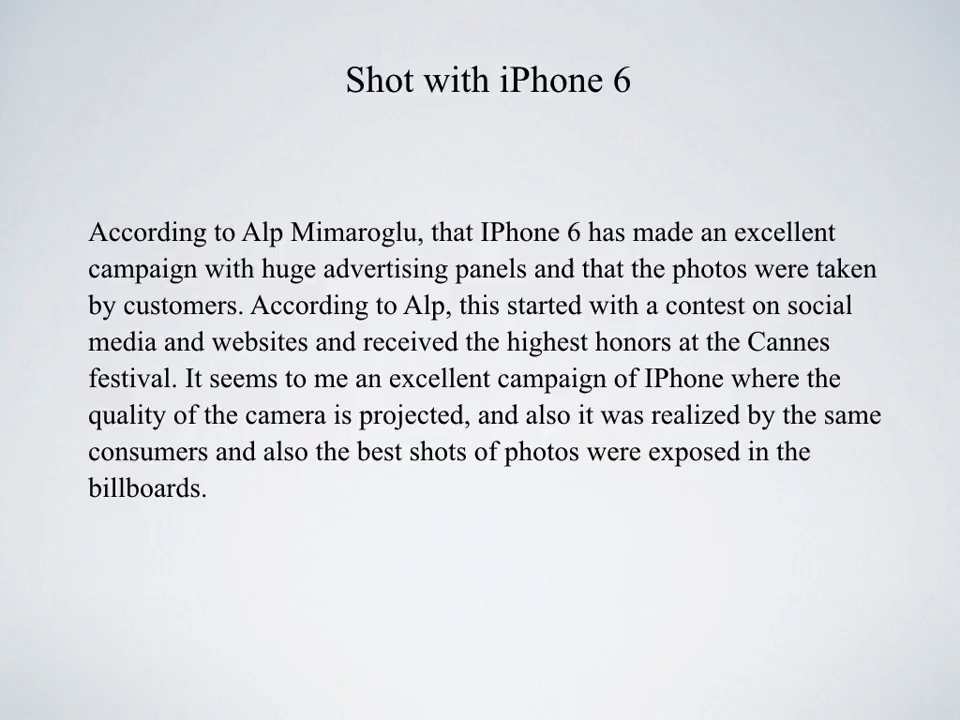 Shot with iPhone 6
According to Alp Mimaroglu, that IPhone 6 has made an excellent
campaign with huge advertising panels and that the photos were taken
by customers. According to Alp, this started with a contest on social
media and websites and received the highest honors at the Cannes
festival. It seems to me an excellent campaign of IPhone where the
quality of the camera is projected, and also it was realized by the same
consumers and also the best shots of photos were exposed in the
billboards.